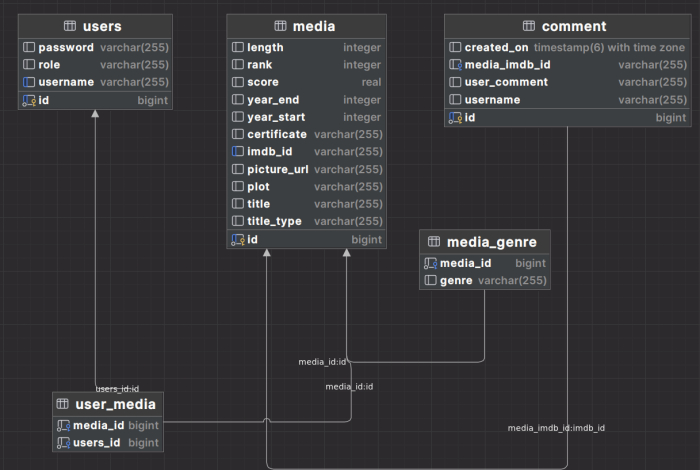 users
password varchar(255)
role varchar(255)
username varchar(255)
id bigint
media
length integer
rank integer
score real
year_end integer
year_start integer
certificate varchar(255)
imdb_id varchar(255)
picture_url varchar(255)
plot varchar(255)
title varchar(255)
title_type varchar(255)
id bigint
comment
created_on timestamp(6) with time zone
media_imdb_id varchar(255)
user_comment varchar(255)
username varchar(255)
id bigint
media_genre
media_id bigint
genre varchar(255)
media_id:id
media_id:id
users_id:id
user_media
media_id bigint
users_id bigint
media_imdb_id:imdb_id